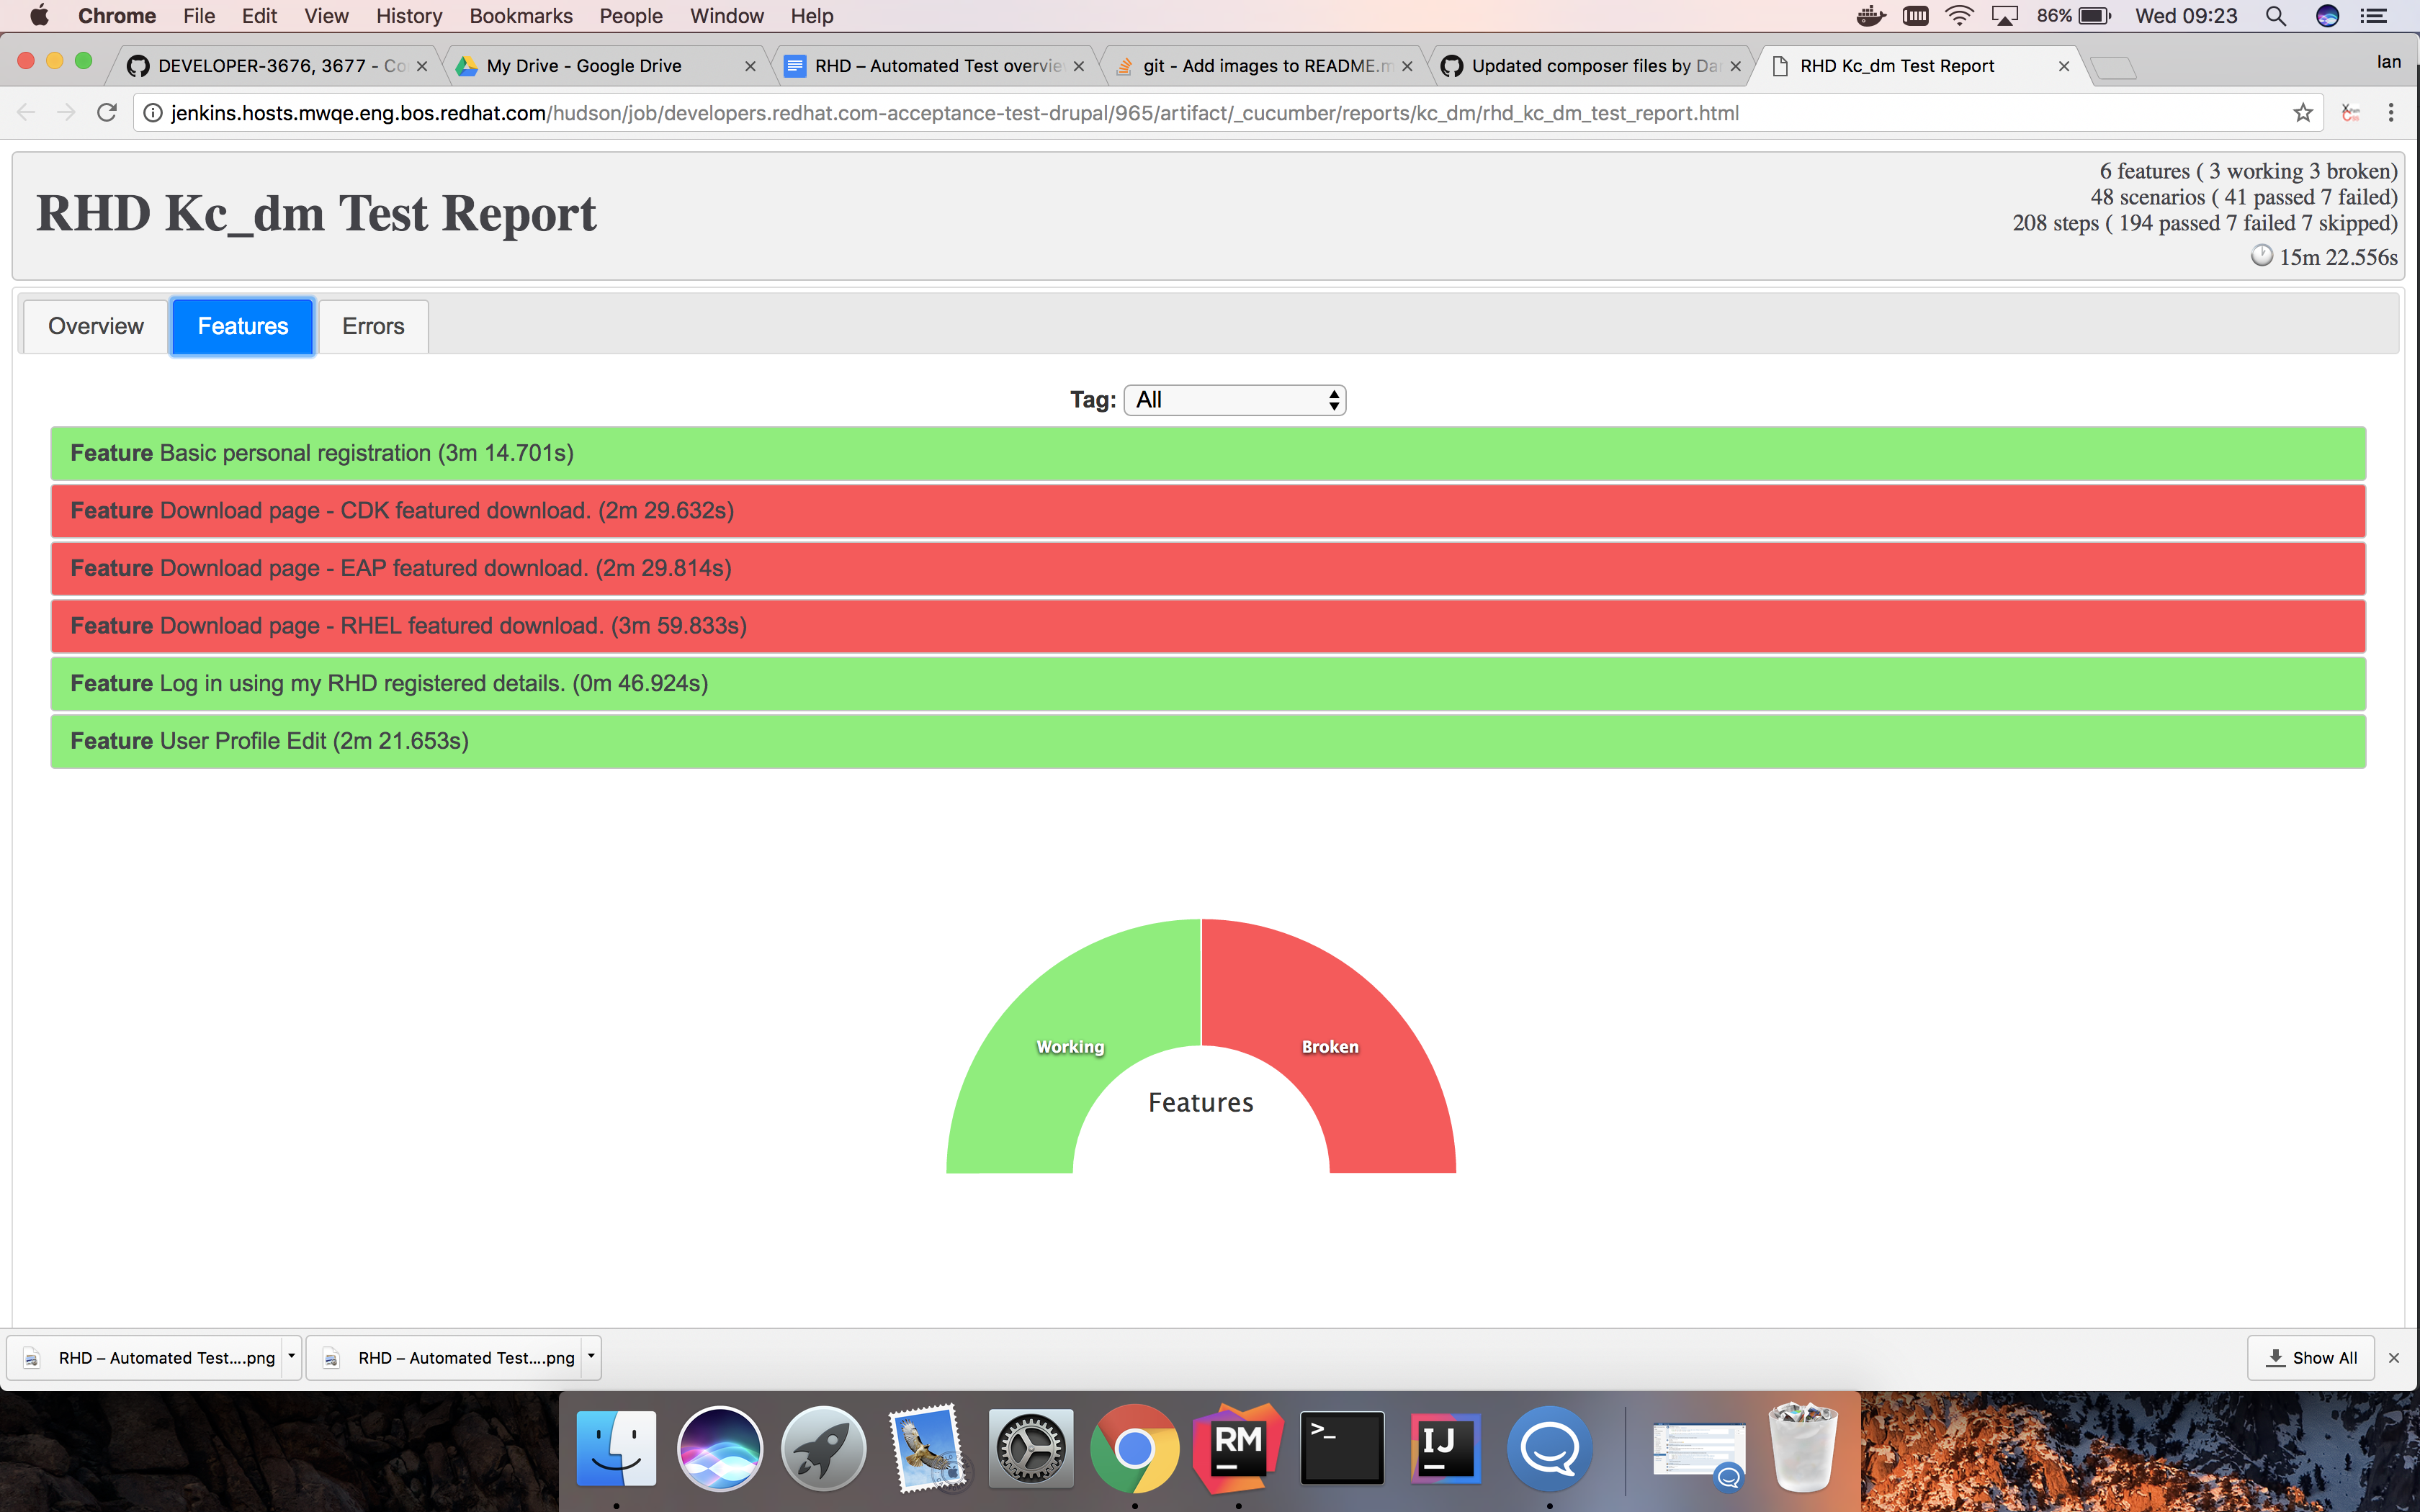 Chrome File Edit View History Bookmarks People Window Help 86% Wed 09:23
DEVELOPER-3676, 3677 - Co
My Drive - Google Drive
RHD – Automated Test overvie
git - Add images to README.m
Updated composer files by Da
RHD Kc_dm Test Report
Ian
jenkins.hosts.mwqe.eng.bos.redhat.com/hudson/job/developers.redhat.com-acceptance-test-drupal/965/artifact/_cucumber/reports/kc_dm/rhd_kc_dm_test_report.html
RHD Kc_dm Test Report
6 features ( 3 working 3 broken)
48 scenarios ( 41 passed 7 failed)
208 steps ( 194 passed 7 failed 7 skipped)
15m 22.556s
Overview Features Errors
Tag: All
Feature Basic personal registration (3m 14.701s)
Feature Download page - CDK featured download. (2m 29.632s)
Feature Download page - EAP featured download. (2m 29.814s)
Feature Download page - RHEL featured download. (3m 59.833s)
Feature Log in using my RHD registered details. (0m 46.924s)
Feature User Profile Edit (2m 21.653s)
Working Broken
Features
RHD – Automated Test....png
RHD – Automated Test....png
Show All
RM
>_
IJ